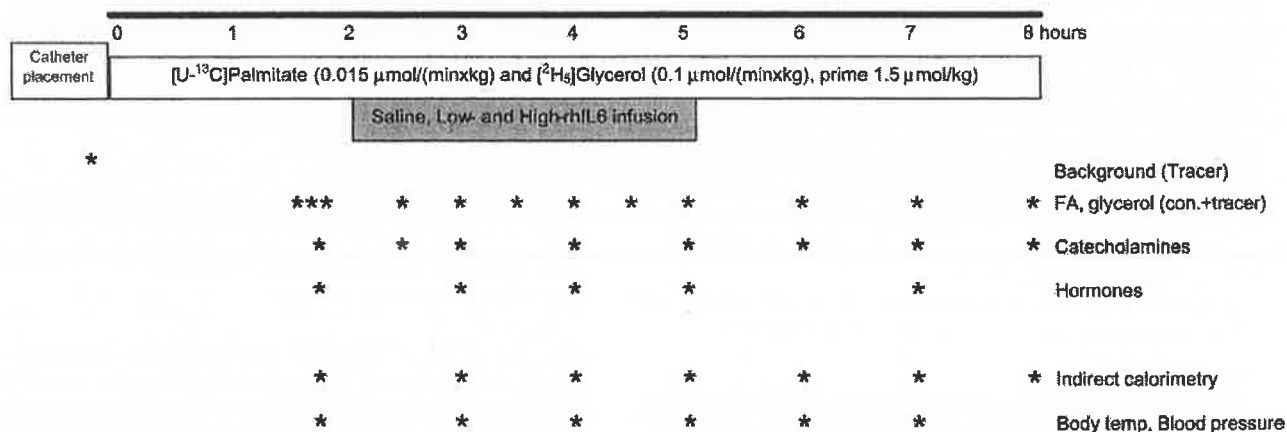 0 1 2 3 4 5 6 7 8 hours
Catheter
placement
[U-¹³C]Palmitate (0.015 μmol/(minxkg) and [²H₅]Glycerol (0.1 μmol/(minxkg), prime 1.5 μmol/kg)
Saline, Low- and High-rhIL6 infusion
*
Background (Tracer)
*** * * * * * * * * * FA, glycerol (con.+tracer)
* * * * * * * * Catecholamines
* * * * * Hormones
* * * * * * * Indirect calorimetry
* * * * * * Body temp, Blood pressure